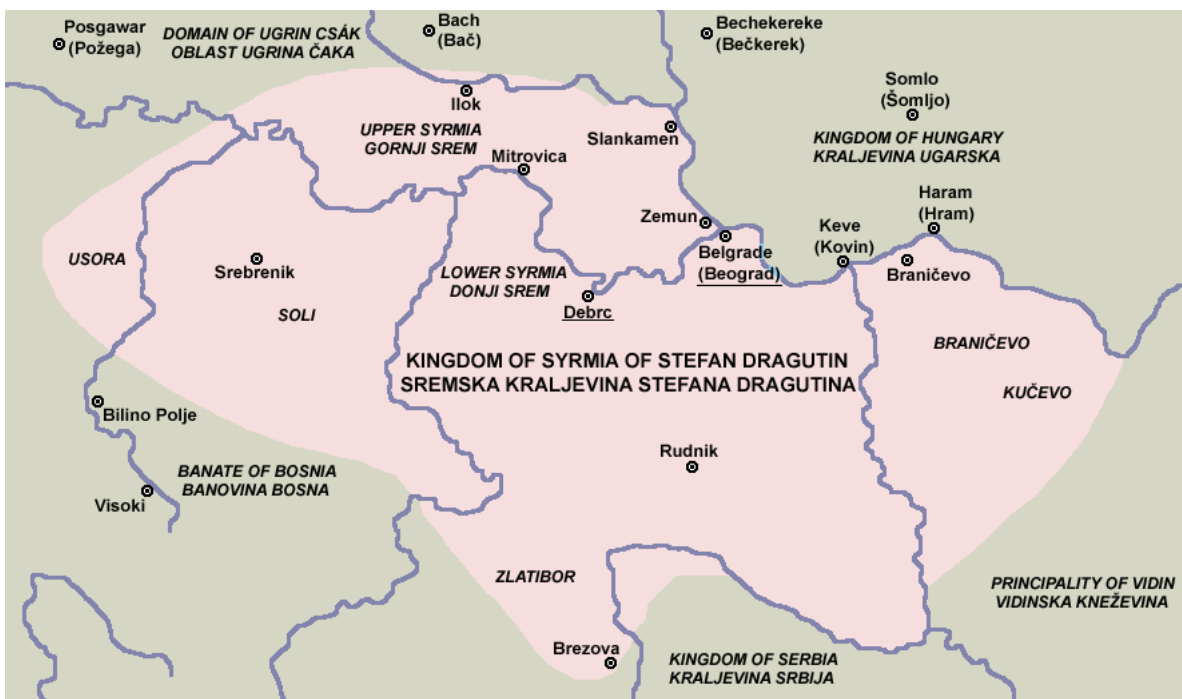 Posgawar
(Požega)
DOMAIN OF UGRIN CSÁK
OBLAST UGRINA ČAKA
Bach
(Bač)
Bechekereke
(Bečkerek)
Ilok
Somlo
(Šomljo)
UPPER SYRMIA
GORNJI SREM
Slankamen
KINGDOM OF HUNGARY
KRALJEVINA UGARSKA
Mitrovica
Haram
(Hram)
Zemun
Keve
(Kovin)
USORA
Srebrenik
LOWER SYRMIA
DONJI SREM
Belgrade
(Beograd)
Braničevo
Debrc
SOLI
BRANIČEVO
KINGDOM OF SYRMIA OF STEFAN DRAGUTIN
SREMSKA KRALJEVINA STEFANA DRAGUTINA
KUČEVO
Bilino Polje
Rudnik
BANATE OF BOSNIA
BANOVINA BOSNA
Visoki
ZLATIBOR
PRINCIPALITY OF VIDIN
VIDINSKA KNEŽEVINA
Brezova
KINGDOM OF SERBIA
KRALJEVINA SRBIJA